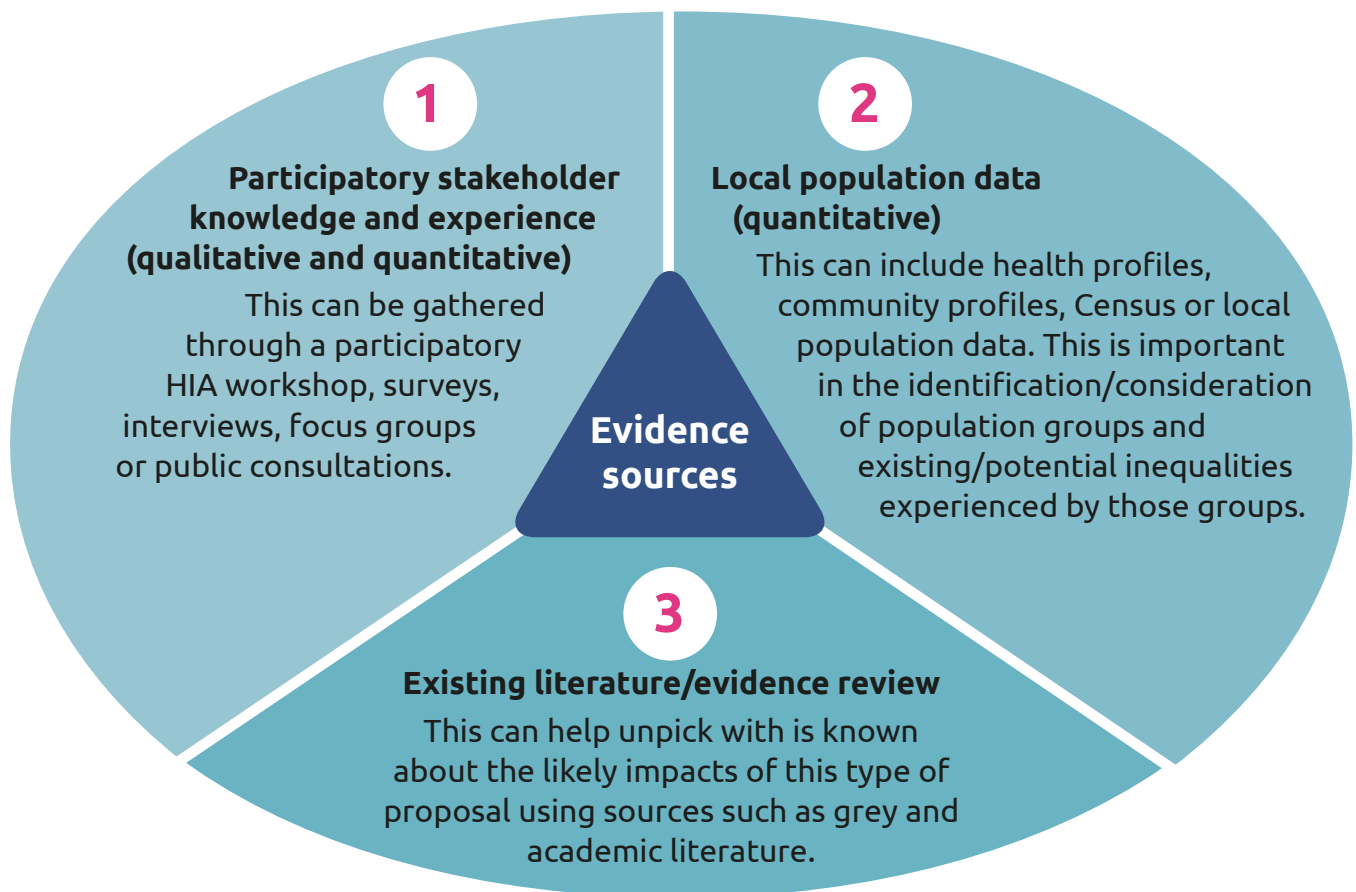 1
Participatory stakeholder
knowledge and experience
(qualitative and quantitative)
This can be gathered
through a participatory
HIA workshop, surveys,
interviews, focus groups
or public consultations.
2
Local population data
(quantitative)
This can include health profiles,
community profiles, Census or local
population data. This is important
in the identification/consideration
of population groups and
existing/potential inequalities
experienced by those groups.
Evidence
sources
3
Existing literature/evidence review
This can help unpick with is known
about the likely impacts of this type of
proposal using sources such as grey and
academic literature.